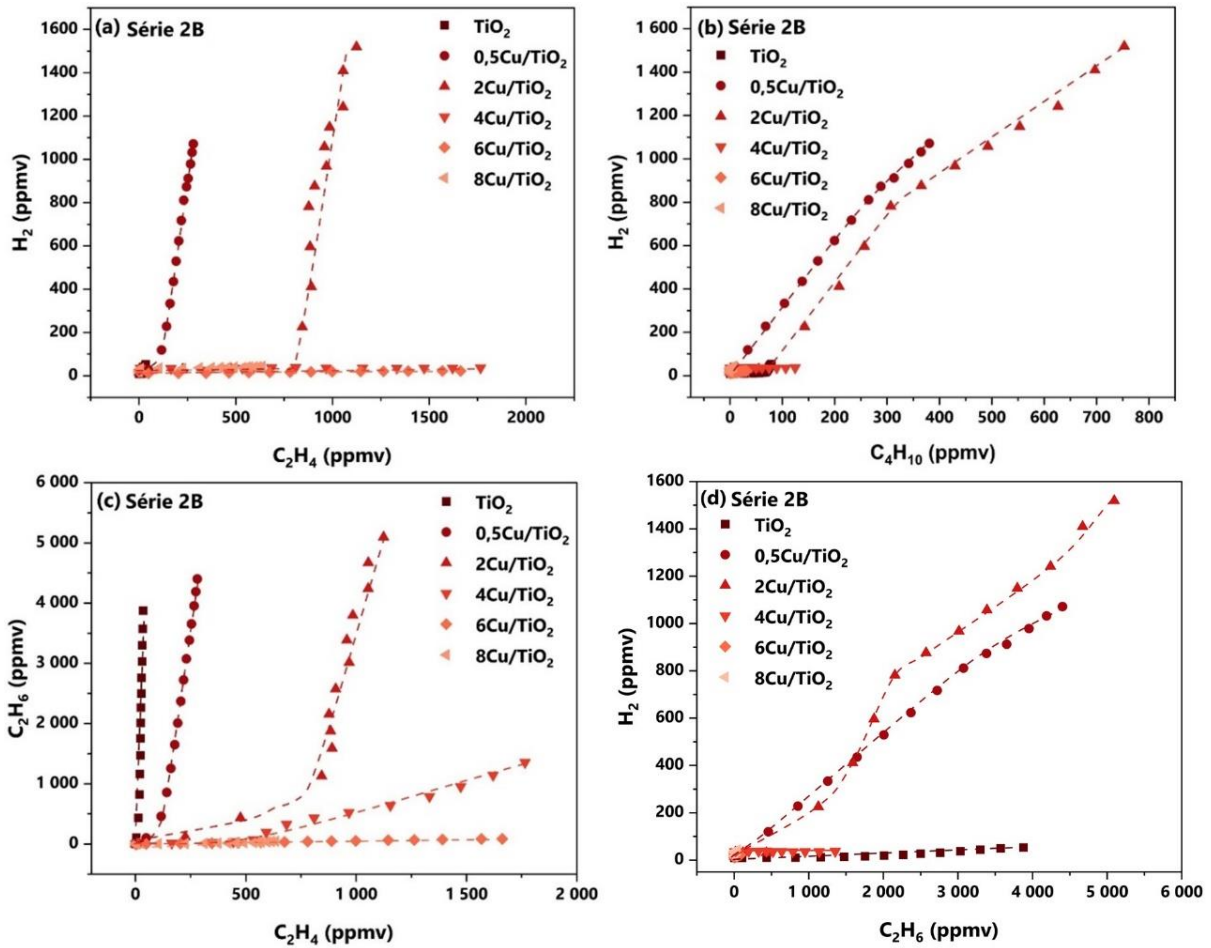 (a) Série 2B
TiO₂
0,5Cu/TiO₂
2Cu/TiO₂
4Cu/TiO₂
6Cu/TiO₂
8Cu/TiO₂
1600
1400
1200
1000
800
600
400
200
0
H₂ (ppmv)
0 500 1000 1500 2000
C₂H₄ (ppmv)
(b) Série 2B
TiO₂
0,5Cu/TiO₂
2Cu/TiO₂
4Cu/TiO₂
6Cu/TiO₂
8Cu/TiO₂
1 600
1 400
1 200
1 000
800
600
400
200
0
H₂ (ppmv)
0 100 200 300 400 500 600 700 800
C₄H₁₀ (ppmv)
(c) Série 2B
TiO₂
0,5Cu/TiO₂
2Cu/TiO₂
4Cu/TiO₂
6Cu/TiO₂
8Cu/TiO₂
6 000
5 000
4 000
3 000
2 000
1 000
0
C₂H₆ (ppmv)
0 500 1 000 1 500 2 000
C₂H₄ (ppmv)
(d) Série 2B
TiO₂
0,5Cu/TiO₂
2Cu/TiO₂
4Cu/TiO₂
6Cu/TiO₂
8Cu/TiO₂
1600
1400
1200
1000
800
600
400
200
0
H₂ (ppmv)
0 1 000 2 000 3 000 4 000 5 000 6 000
C₂H₆ (ppmv)